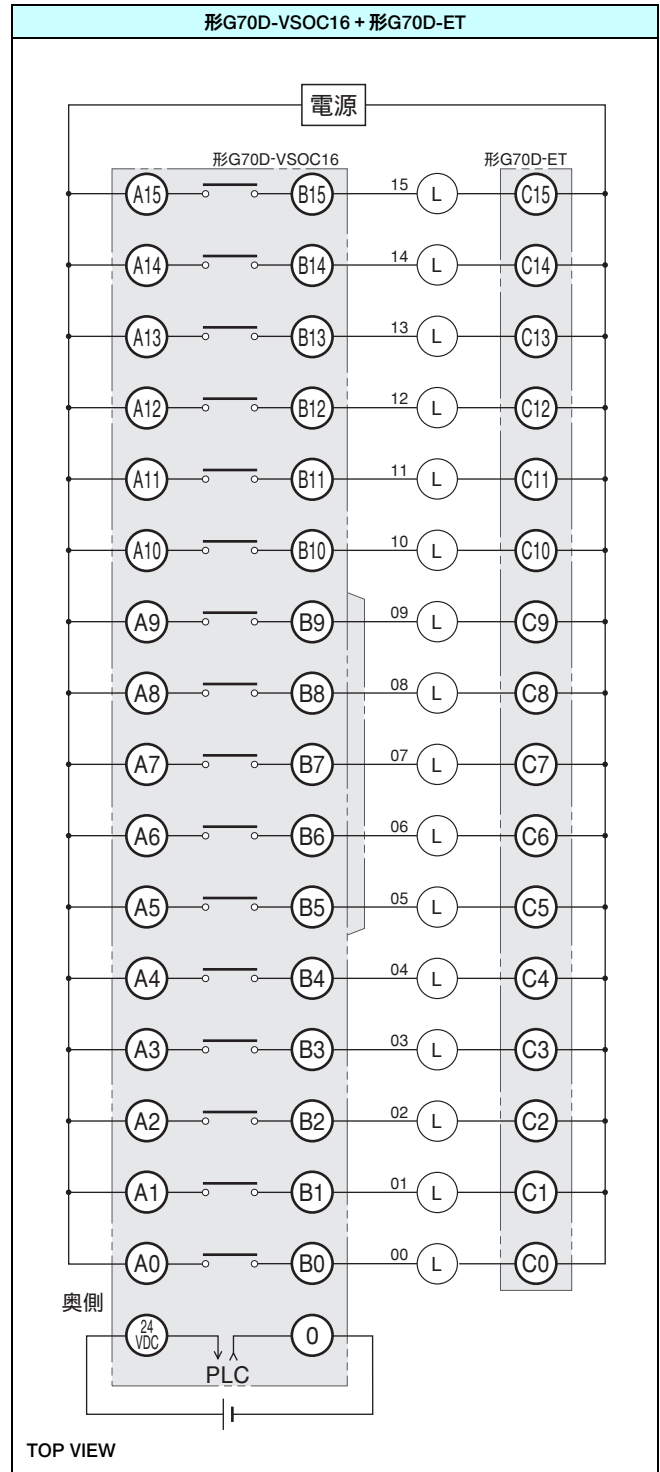 形G70D-VSOC16 + 形G70D-ET
電源
形G70D-VSOC16 形G70D-ET
A15 B15 15 L C15
A14 B14 14 L C14
A13 B13 13 L C13
A12 B12 12 L C12
A11 B11 11 L C11
A10 B10 10 L C10
A9 B9 09 L C9
A8 B8 08 L C8
A7 B7 07 L C7
A6 B6 06 L C6
A5 B5 05 L C5
A4 B4 04 L C4
A3 B3 03 L C3
A2 B2 02 L C2
A1 B1 01 L C1
A0 B0 00 L C0
奥側
24 VDC 0
PLC
TOP VIEW